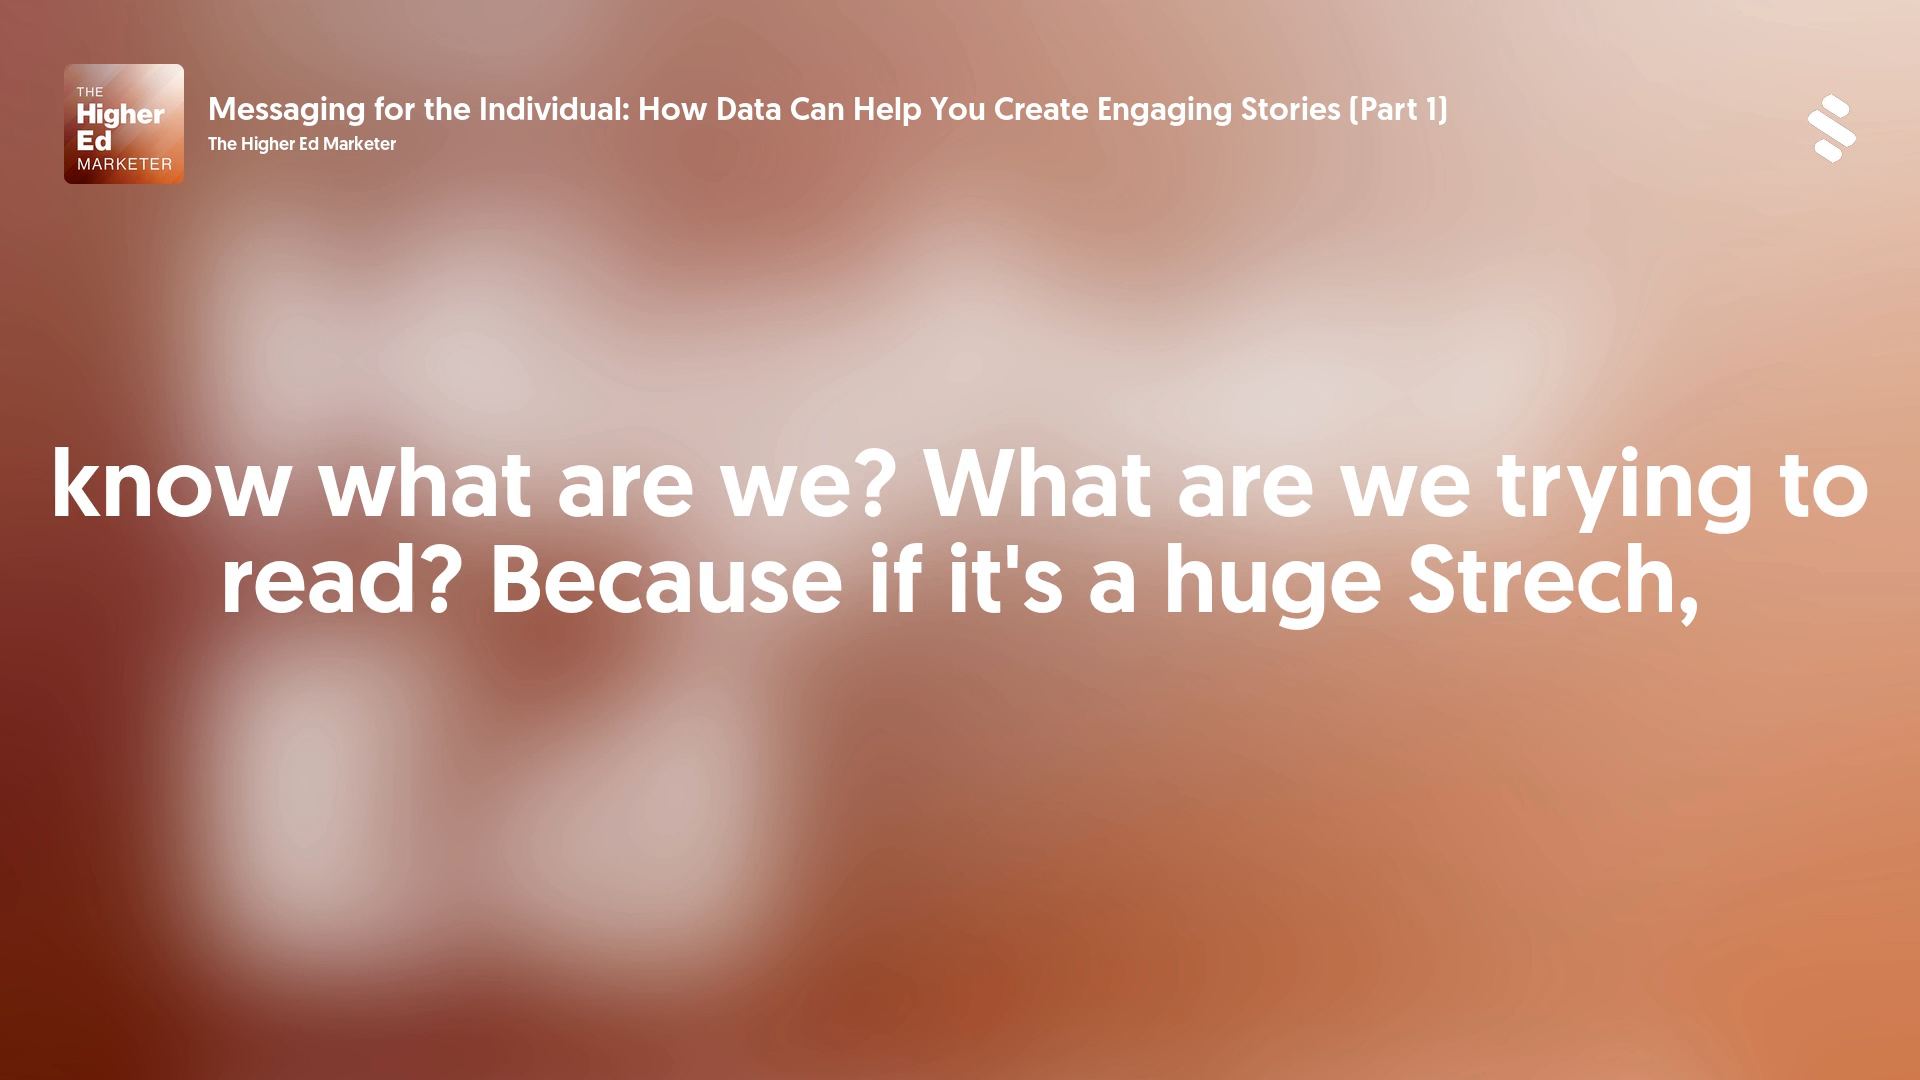 THE
Higher
Ed
MARKETER
Messaging for the Individual: How Data Can Help You Create Engaging Stories (Part 1)
The Higher Ed Marketer
know what are we? What are we trying to
read? Because if it's a huge Strech,